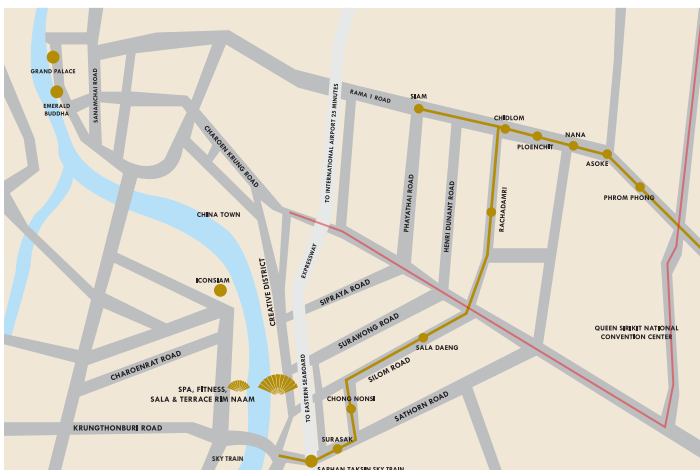 GRAND PALACE
EMERALD
BUDDHA
SANAMCHAI ROAD
CHAROEN KRUNG ROAD
CHINA TOWN
CREATIVE DISTRICT
ICONSIAM
CHAROENRAT ROAD
SPA, FITNESS,
SALA & TERRACE RIM NAAM
KRUNGTHONBURI ROAD
SKY TRAIN
TO INTERNATIONAL AIRPORT 25 MINUTES
EXPRESSWAY
TO EASTERN SEABOARD
RAMA 1 ROAD
SIAM
CHIDLOM
PLOENCHIT
NANA
ASOKE
PHROM PHONG
PHAYATHAI ROAD
HENRI DUNANT ROAD
RACHADAMRI
SIPRAYA ROAD
SURAWONG ROAD
SALA DAENG
SILOM ROAD
CHONG NONSI
SATHORN ROAD
SURASAK
SAPHAN TAKSIN SKY TRAIN
QUEEN SIRIKIT NATIONAL
CONVENTION CENTER